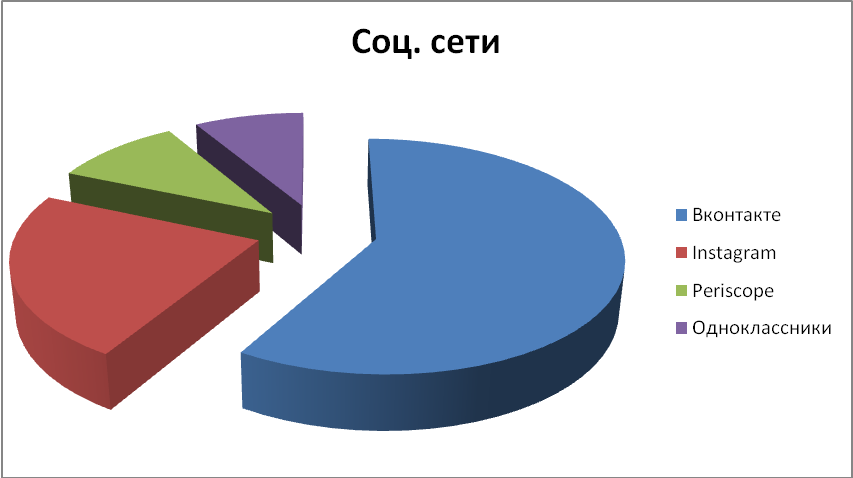 Соц. сети
Вконтакте
Instagram
Periscope
Одноклассники